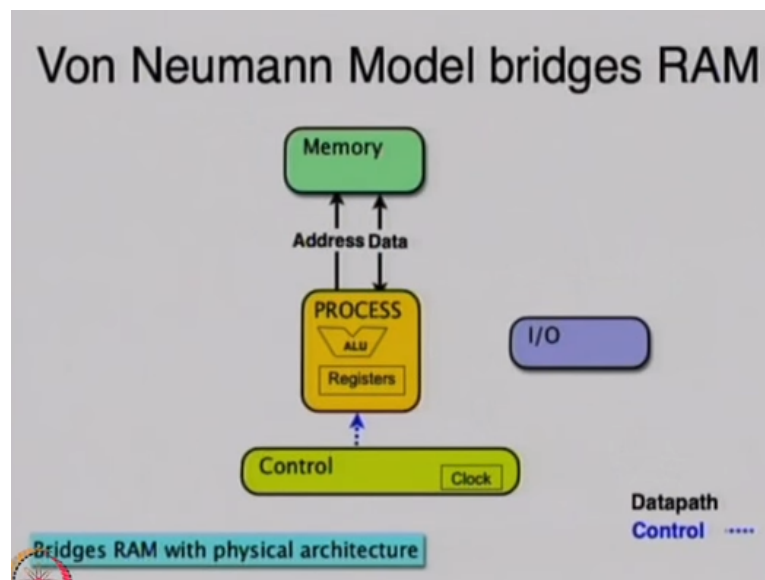 Von Neumann Model bridges RAM
Memory
Address Data
PROCESS
ALU
Registers
I/O
Control
Clock
Datapath
Control
Bridges RAM with physical architecture